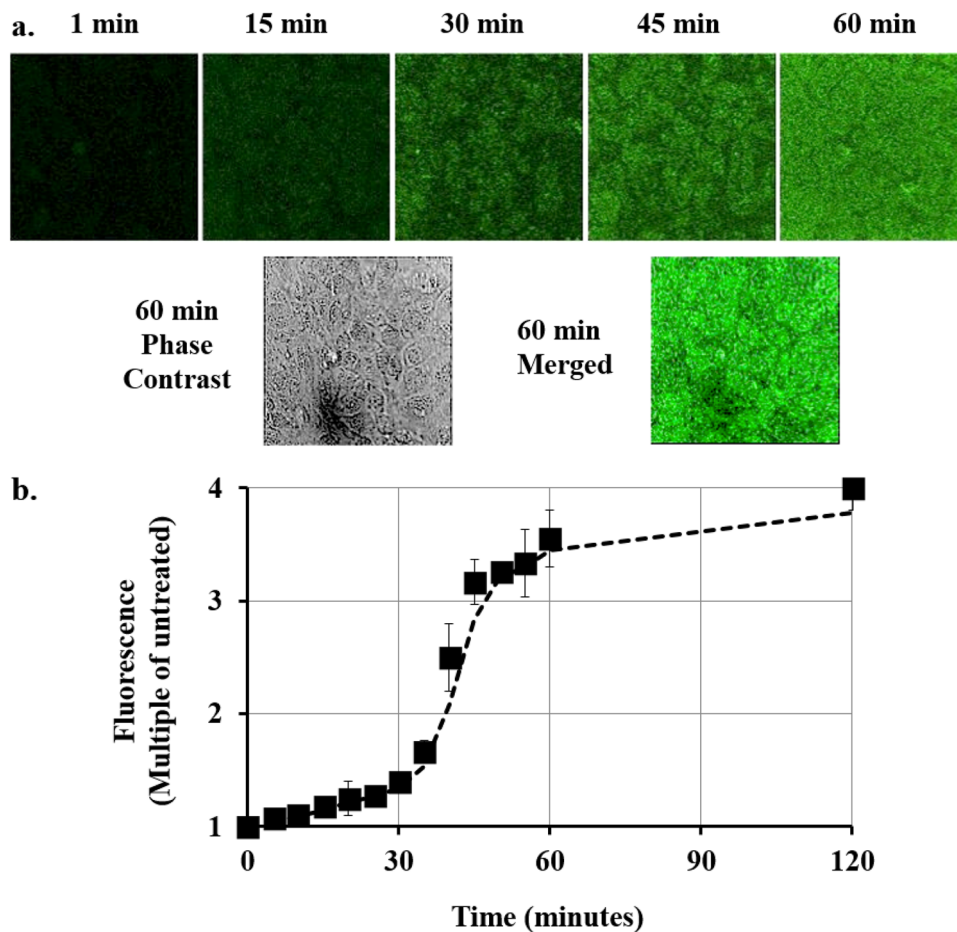 a.
1 min
15 min
30 min
45 min
60 min
60 min
Phase
Contrast
60 min
Merged
b.
Fluorescence
(Multiple of untreated)
4
3
2
1
0
30
60
90
120
Time (minutes)